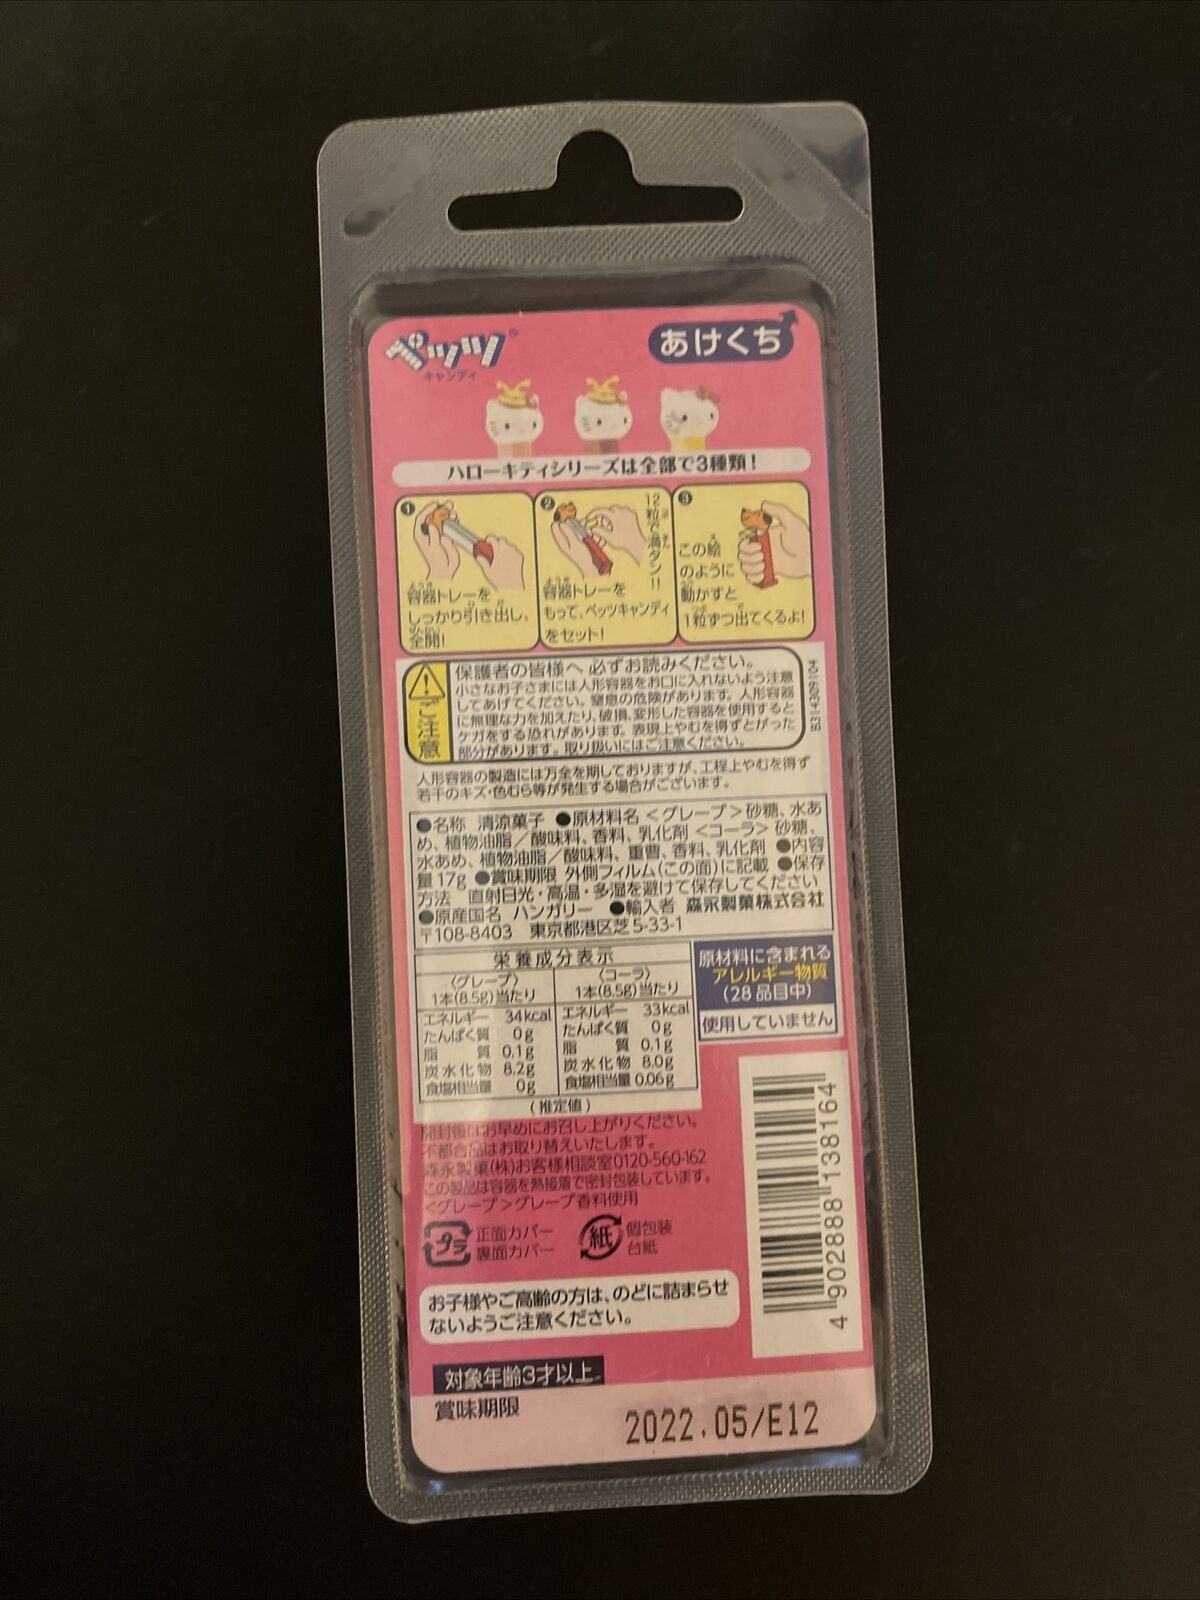 ペッツ®
キャンディ
あけくち
ハローキティシリーズは全部で3種類!
1
容器トレーを
しっかり引き出し、
全開!
2
12粒で満タン!!
容器トレーを
もって、ペッツキャンディ
をセット!
3
この絵
のように
動かすと
1粒ずつ出てくるよ!
ご注意
保護者の皆様へ 必ずお読みください。
小さなお子さまには人形容器をお口に入れないよう注意
してあげてください。窒息の危険があります。人形容器
に無理な力を加えたり、破損、変形した容器を使用すると
ケガをする恐れがあります。表現上やむを得ずとがった
部分があります。取り扱いにはご注意ください。
B314309104
人形容器の製造には万全を期しておりますが、工程上やむを得ず
若干のキズ・色むら等が発生する場合がございます。
●名称 清涼菓子 ●原材料名 <グレープ>砂糖、水あ
め、植物油脂/酸味料、香料、乳化剤 <コーラ> 砂糖、
水あめ、植物油脂/酸味料、重曹、香料、乳化剤 ●内容
量 17g ●賞味期限 外側フィルム(この面)に記載 ●保存
方法 直射日光・高温・多湿を避けて保存してください
●原産国名 ハンガリー ●輸入者 森永製菓株式会社
〒108-8403 東京都港区芝5-33-1
栄養成分表示
〈グレープ〉 〈コーラ〉
1本(8.5g)当たり 1本(8.5g)当たり
エネルギー 34kcal エネルギー 33kcal
たんぱく質 0g たんぱく質 0g
脂質 0.1g 脂質 0.1g
炭水化物 8.2g 炭水化物 8.0g
食塩相当量 0g 食塩相当量 0.06g
(推定値)
原材料に含まれる
アレルギー物質
(28品目中)
使用していません
開封後はお早めにお召し上がりください。
不都合品はお取り替えいたします。
森永製菓(株)お客様相談室0120-560-162
この製品は容器を熱接着で密封包装しています。
<グレープ>グレープ香料使用
プラ
正面カバー
裏面カバー
紙
個包装
台紙
4 902888 138164
お子様やご高齢の方は、のどに詰まらせ
ないようご注意ください。
対象年齢3才以上
賞味期限
2022.05/E12